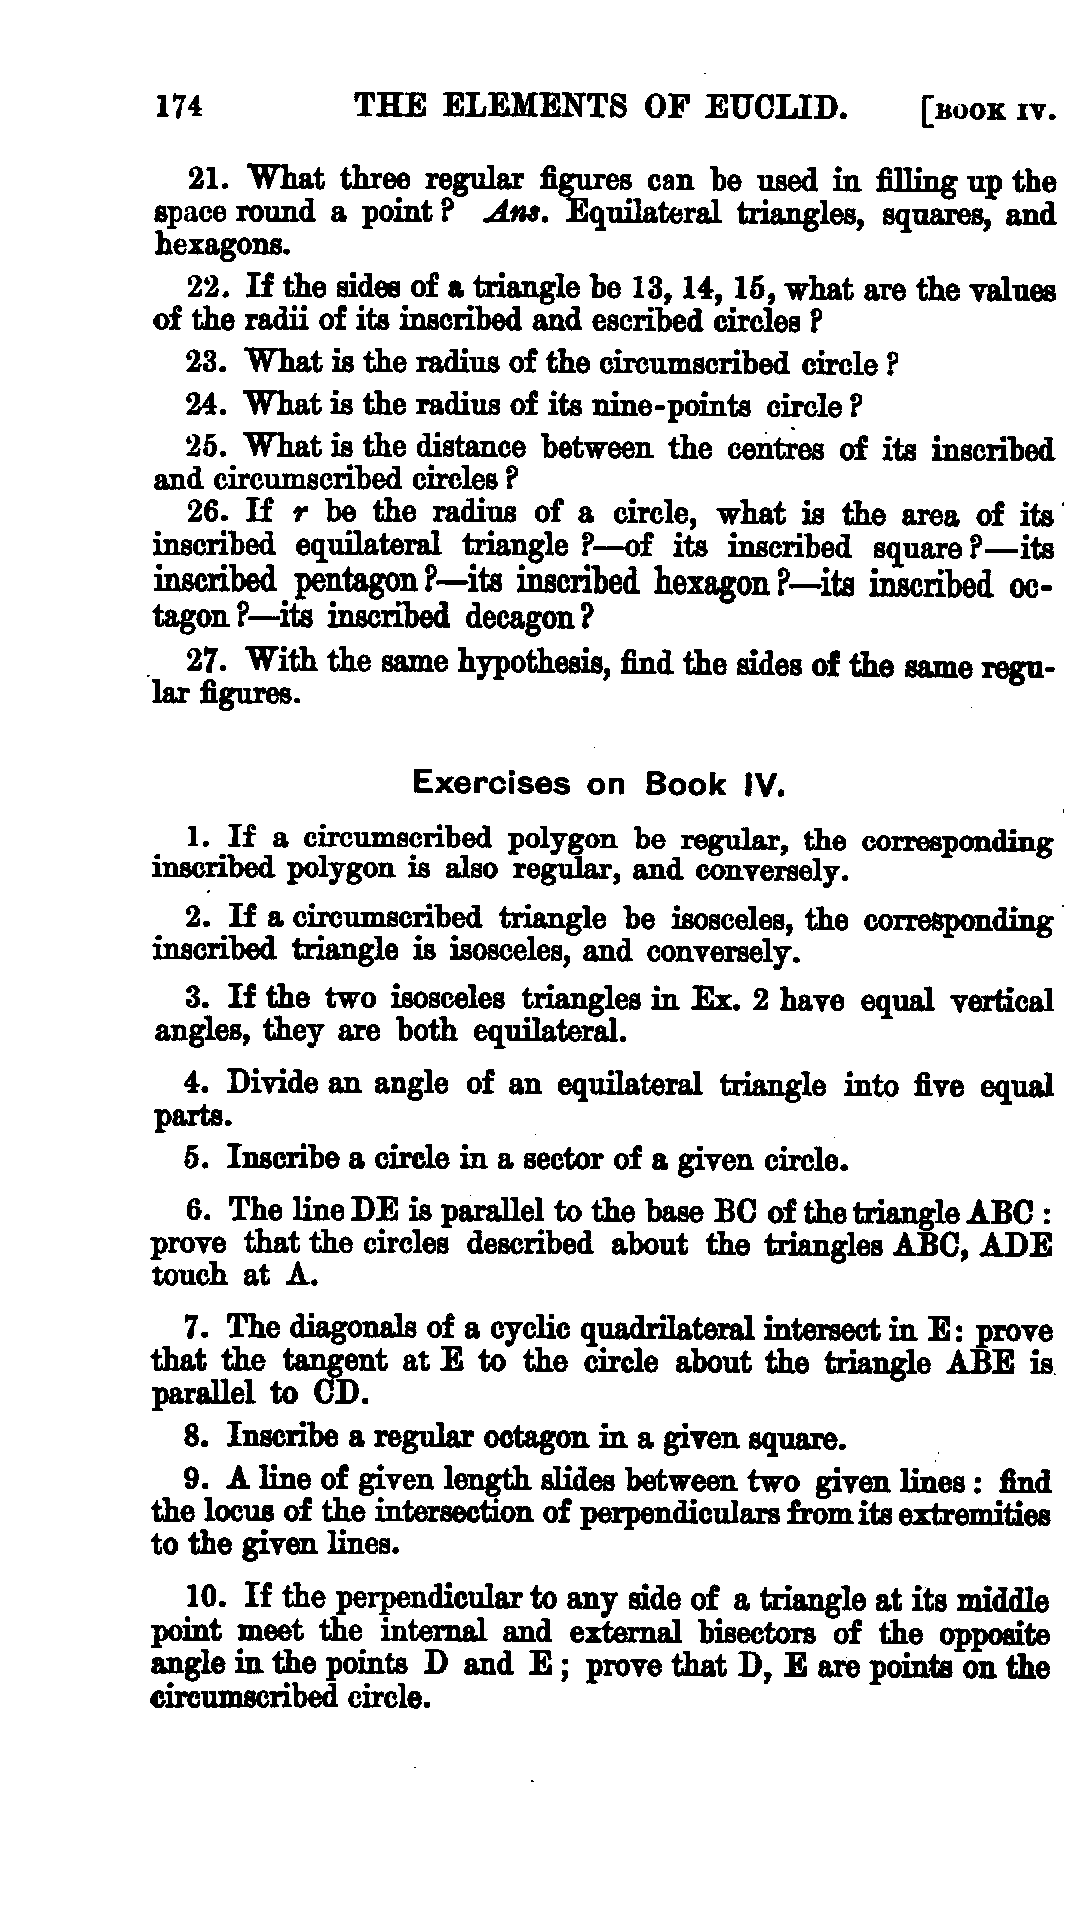 174 THE ELEMENTS OF EUCLID. [BOOK IV.
21. What three regular figures can be used in filling up the
space round a point? Ans. Equilateral triangles, squares, and
hexagons.
22. If the sides of a triangle be 13, 14, 15, what are the values
of the radii of its inscribed and escribed circles?
23. What is the radius of the circumscribed circle?
24. What is the radius of its nine-points circle?
25. What is the distance between the centres of its inscribed
and circumscribed circles?
26. If r be the radius of a circle, what is the area of its
inscribed equilateral triangle?—of its inscribed square?—its
inscribed pentagon?—its inscribed hexagon?—its inscribed oc-
tagon?—its inscribed decagon?
27. With the same hypothesis, find the sides of the same regu-
lar figures.
Exercises on Book IV.
1. If a circumscribed polygon be regular, the corresponding
inscribed polygon is also regular, and conversely.
2. If a circumscribed triangle be isosceles, the corresponding
inscribed triangle is isosceles, and conversely.
3. If the two isosceles triangles in Ex. 2 have equal vertical
angles, they are both equilateral.
4. Divide an angle of an equilateral triangle into five equal
parts.
5. Inscribe a circle in a sector of a given circle.
6. The line DE is parallel to the base BC of the triangle ABC:
prove that the circles described about the triangles ABC, ADE
touch at A.
7. The diagonals of a cyclic quadrilateral intersect in E: prove
that the tangent at E to the circle about the triangle ABE is
parallel to CD.
8. Inscribe a regular octagon in a given square.
9. A line of given length slides between two given lines: find
the locus of the intersection of perpendiculars from its extremities
to the given lines.
10. If the perpendicular to any side of a triangle at its middle
point meet the internal and external bisectors of the opposite
angle in the points D and E; prove that D, E are points on the
circumscribed circle.